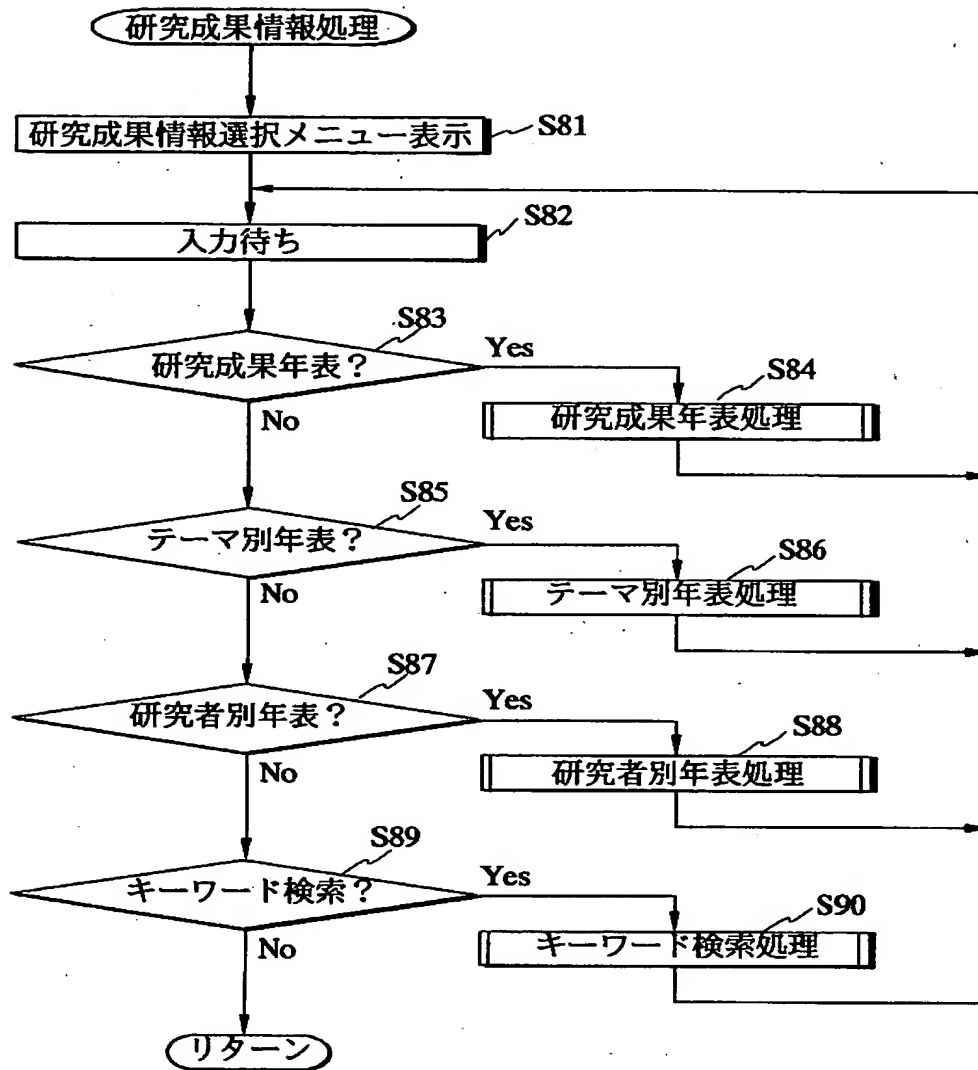 研究成果情報処理
研究成果情報選択メニュー表示
S81
S82
入力待ち
S83
研究成果年表？
Yes
S84
研究成果年表処理
No
S85
テーマ別年表？
Yes
S86
テーマ別年表処理
No
S87
研究者別年表？
Yes
S88
研究者別年表処理
No
S89
キーワード検索？
Yes
S90
キーワード検索処理
No
リターン